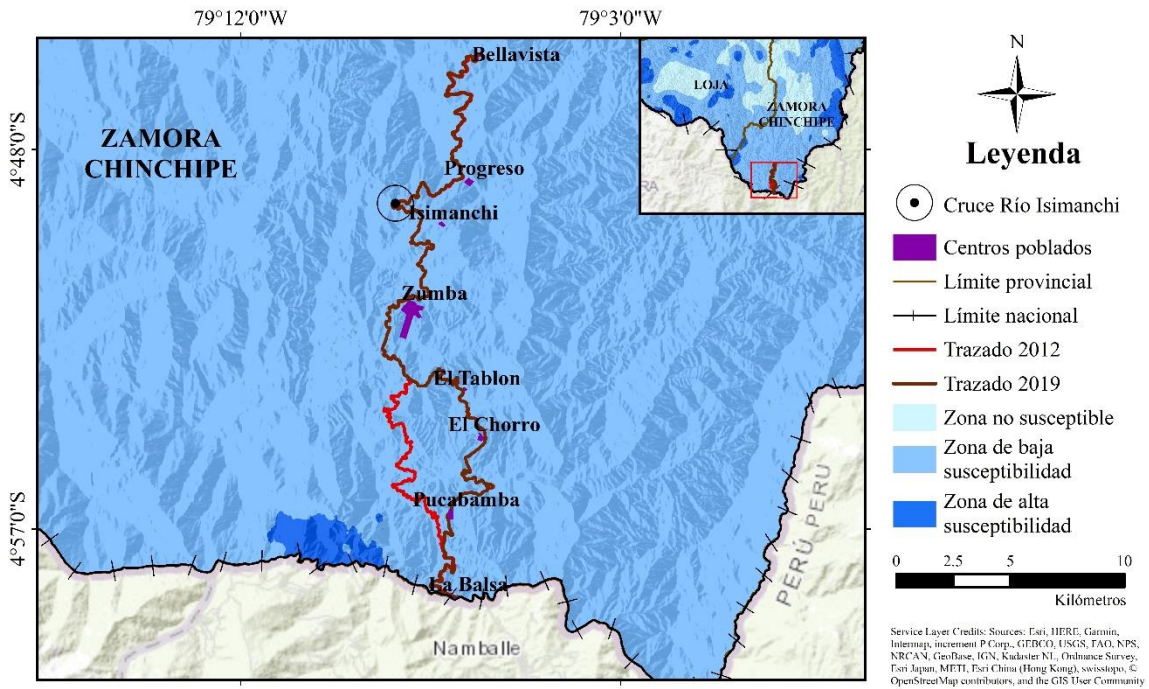 79°12'0"W
79°3'0"W
4°48'0"S
4°57'0"S
ZAMORA
CHINCHIPE
Bellavista
Progreso
Isimanchi
Zumba
El Tablon
El Chorro
Pucabamba
La Balsa
Namballe
PERÚ
PERU
LOJA
ZAMORA
CHINCHIPE
RA
N
Leyenda
Cruce Río Isimanchi
Centros poblados
Límite provincial
Límite nacional
Trazado 2012
Trazado 2019
Zona no susceptible
Zona de baja
susceptibilidad
Zona de alta
susceptibilidad
0 2.5 5 10
Kilómetros
Service Layer Credits: Sources: Esri, HERE, Garmin,
Intermap, increment P Corp., GEBCO, USGS, FAO, NPS,
NRCAN, GeoBase, IGN, Kadaster NL, Ordnance Survey,
Esri Japan, METI, Esri China (Hong Kong), swisstopo, ©
OpenStreetMap contributors, and the GIS User Community